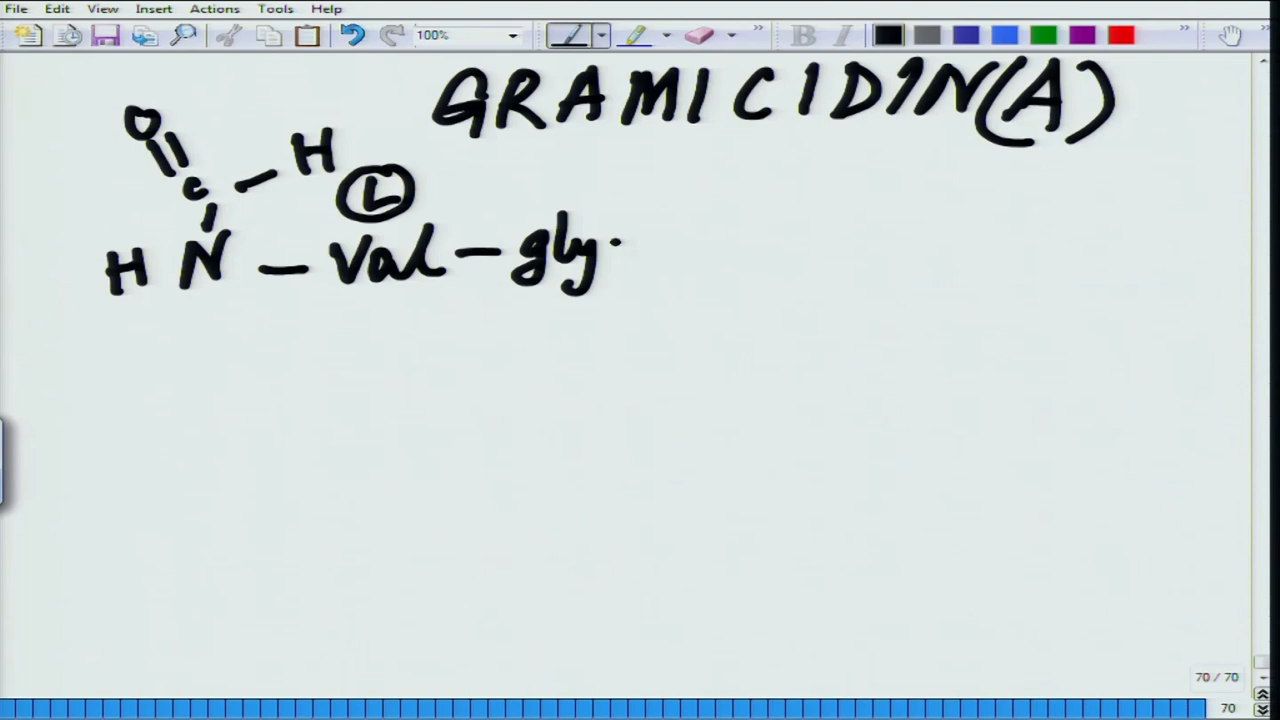 File Edit View Insert Actions Tools Help
100%
B I
GRAMICIDIN(A)
O
C - H
L
H N - Val - gly.
70 / 70
70